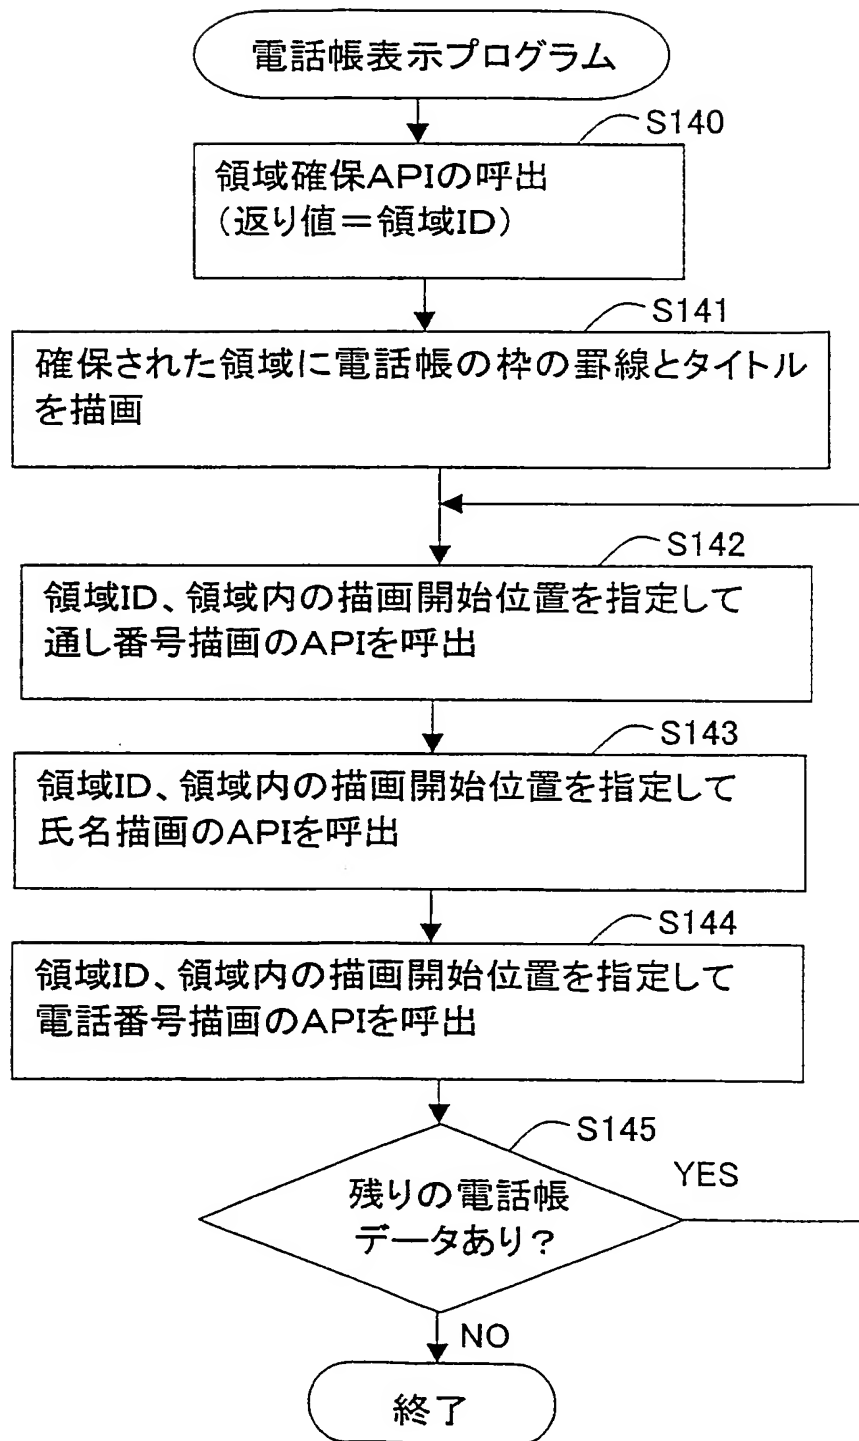 電話帳表示プログラム
S140
領域確保APIの呼出
(返り値=領域ID)
S141
確保された領域に電話帳の枠の罫線とタイトル
を描画
S142
領域ID、領域内の描画開始位置を指定して
通し番号描画のAPIを呼出
S143
領域ID、領域内の描画開始位置を指定して
氏名描画のAPIを呼出
S144
領域ID、領域内の描画開始位置を指定して
電話番号描画のAPIを呼出
S145
YES
残りの電話帳
データあり?
NO
終了